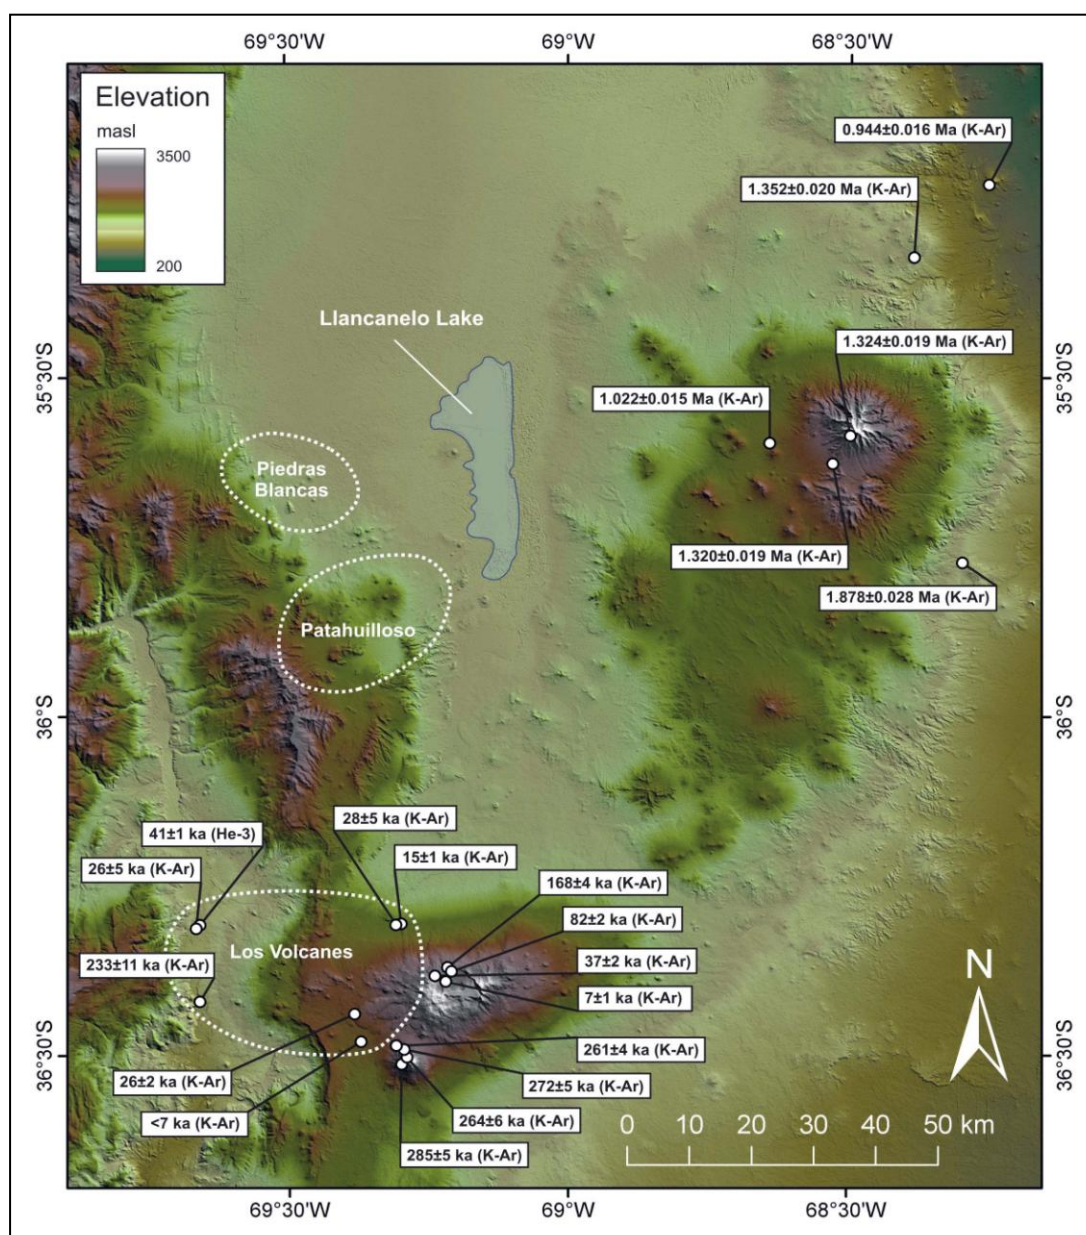 69°30'W
69°W
68°30'W
Elevation
masl
3500
200
0.944±0.016 Ma (K-Ar)
1.352±0.020 Ma (K-Ar)
Llancanelo Lake
1.324±0.019 Ma (K-Ar)
35°30'S
35°30'S
1.022±0.015 Ma (K-Ar)
Piedras
Blancas
1.320±0.019 Ma (K-Ar)
1.878±0.028 Ma (K-Ar)
Patahuilloso
36°S
36°S
28±5 ka (K-Ar)
41±1 ka (He-3)
15±1 ka (K-Ar)
26±5 ka (K-Ar)
168±4 ka (K-Ar)
82±2 ka (K-Ar)
Los Volcanes
233±11 ka (K-Ar)
37±2 ka (K-Ar)
N
7±1 ka (K-Ar)
261±4 ka (K-Ar)
36°30'S
36°30'S
26±2 ka (K-Ar)
272±5 ka (K-Ar)
<7 ka (K-Ar)
264±6 ka (K-Ar)
0 10 20 30 40 50 km
285±5 ka (K-Ar)
69°30'W
69°W
68°30'W